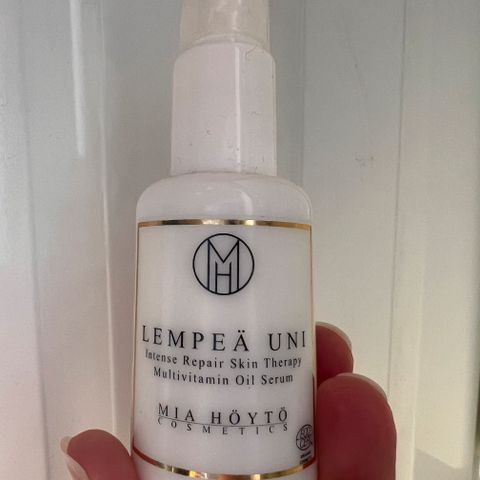 MH
LEMPEÄ UNI
Intense Repair Skin Therapy
Multivitamin Oil Serum
MIA HÖYTÖ
COSMETICS